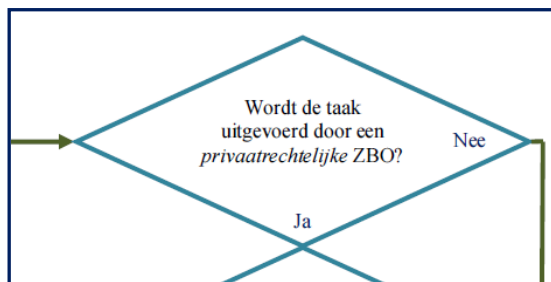 Wordt de taak
uitgevoerd door een
privaatrechtelijke ZBO?
Nee
Ja